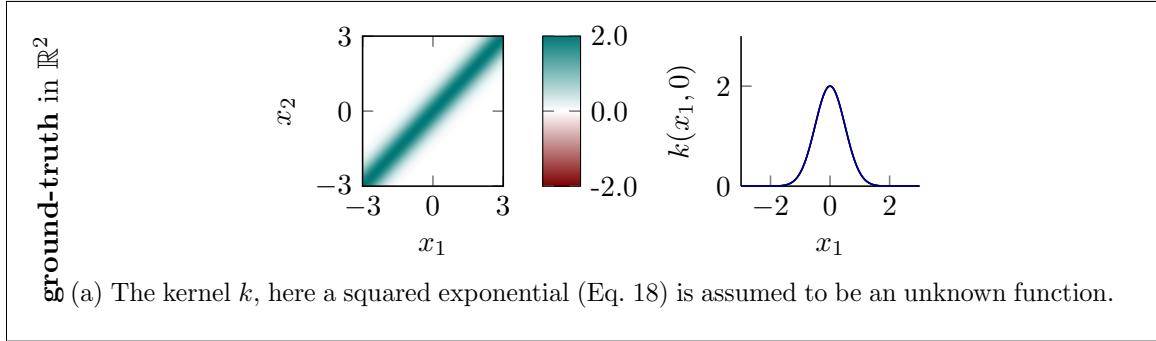 ground-truth in ℝ²
3
0
−3
x₂
−3 0 3
x₁
2.0
0.0
-2.0
k(x₁, 0)
2
0
−2 0 2
x₁
(a) The kernel k, here a squared exponential (Eq. 18) is assumed to be an unknown function.